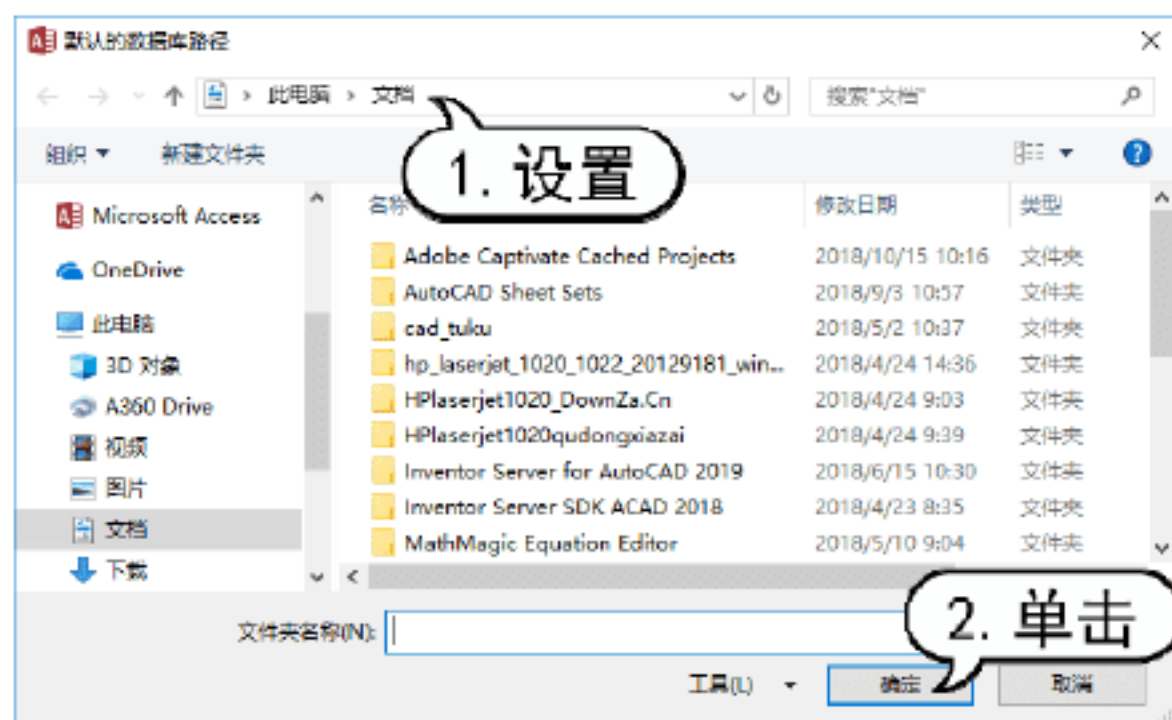 默认的数据库路径
此电脑 › 文档
搜索"文档"
1. 设置
组织
新建文件夹
名称 修改日期 类型
Microsoft Access
OneDrive
此电脑
3D 对象
A360 Drive
视频
图片
文档
下载
Adobe Captivate Cached Projects 2018/10/15 10:16 文件夹
AutoCAD Sheet Sets 2018/9/3 10:57 文件夹
cad_tuku 2018/5/2 10:37 文件夹
hp_laserjet_1020_1022_20129181_win... 2018/4/24 14:36 文件夹
HPlaserjet1020_DownZa.Cn 2018/4/24 9:03 文件夹
HPlaserjet1020qudongxiazai 2018/4/24 9:39 文件夹
Inventor Server for AutoCAD 2019 2018/6/15 10:30 文件夹
Inventor Server SDK ACAD 2018 2018/4/23 8:35 文件夹
MathMagic Equation Editor 2018/5/10 9:04 文件夹
文件夹名称(N):
2. 单击
工具(L) 确定 取消